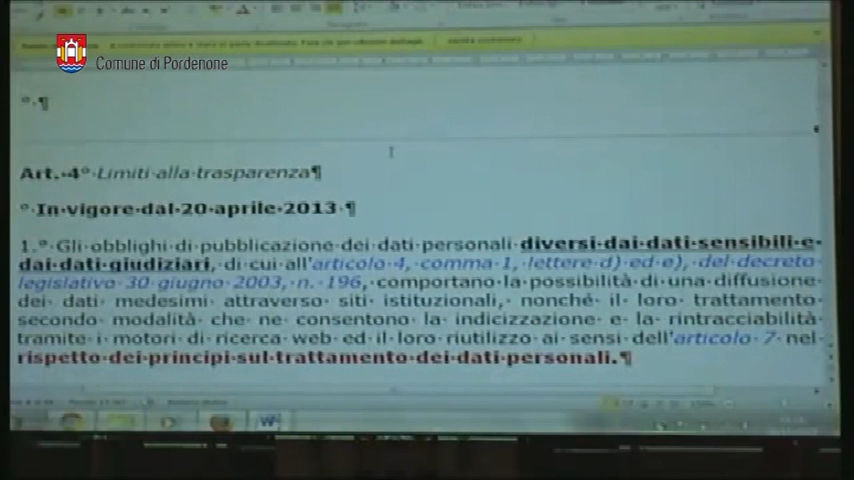 Comune di Pordenone
° ¶
Art. 4° Limiti alla trasparenza¶
° In vigore dal 20 aprile 2013 ¶
1.° Gli obblighi di pubblicazione dei dati personali diversi dai dati sensibili e
dai dati giudiziari, di cui all'articolo 4, comma 1, lettere d) ed e), del decreto
legislativo 30 giugno 2003, n. 196, comportano la possibilità di una diffusione
dei dati medesimi attraverso siti istituzionali, nonché il loro trattamento
secondo modalità che ne consentono la indicizzazione e la rintracciabilità
tramite i motori di ricerca web ed il loro riutilizzo ai sensi dell'articolo 7 nel
rispetto dei principi sul trattamento dei dati personali.¶